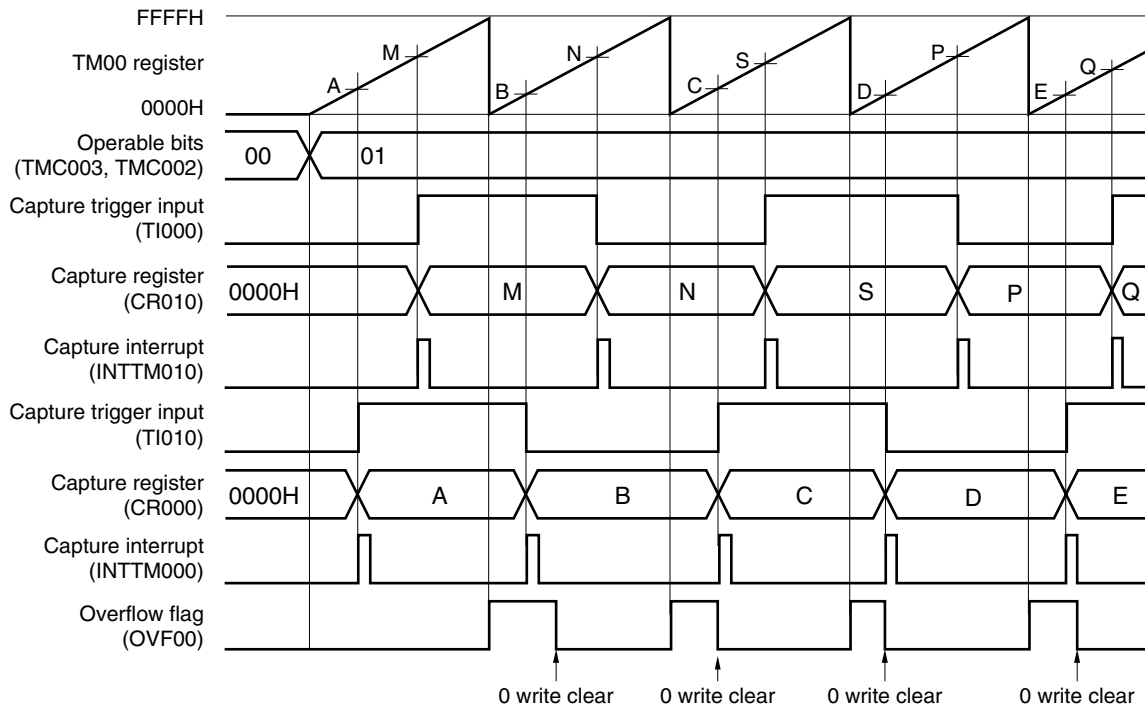 FFFFH
TM00 register
0000H
A M B N C S D P E Q
Operable bits
(TMC003, TMC002)
00 01
Capture trigger input
(TI000)
Capture register
(CR010)
0000H M N S P Q
Capture interrupt
(INTTM010)
Capture trigger input
(TI010)
Capture register
(CR000)
0000H A B C D E
Capture interrupt
(INTTM000)
Overflow flag
(OVF00)
0 write clear 0 write clear 0 write clear 0 write clear